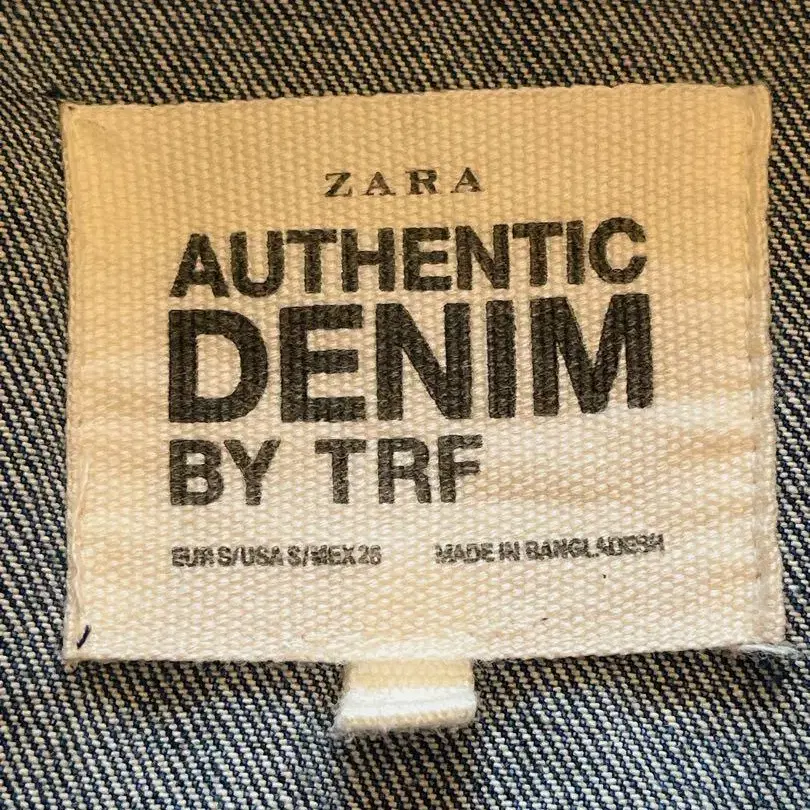 ZARA
AUTHENTIC
DENIM
BY TRF
EUR S/USA S/MEX 26 MADE IN BANGLADESH